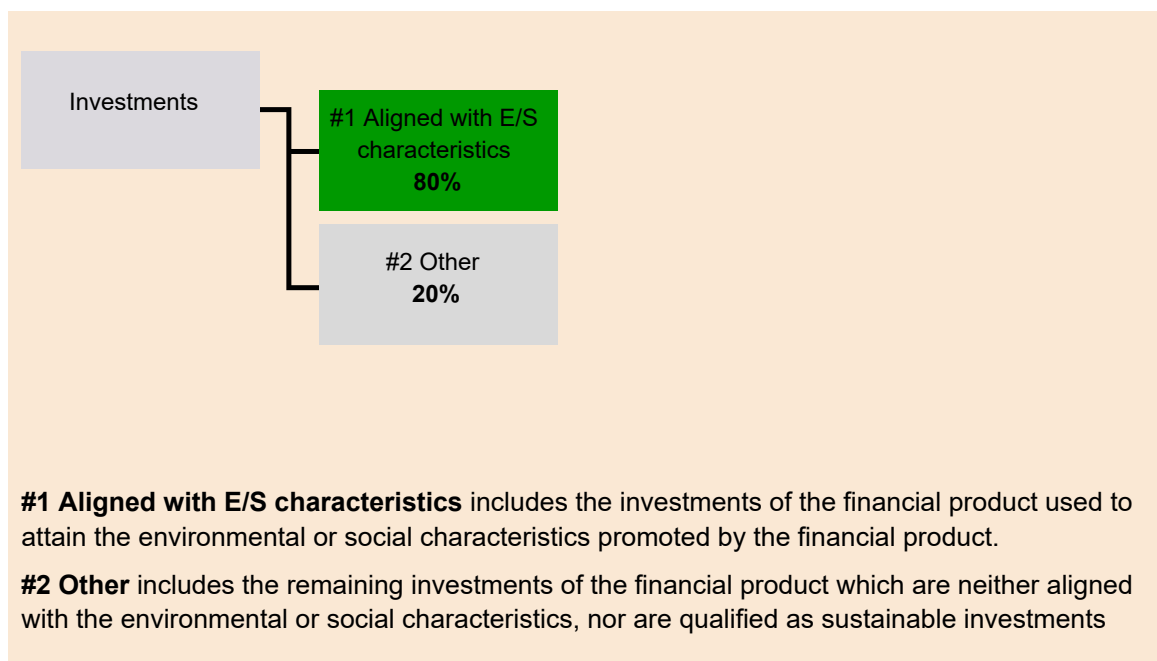 Investments
#1 Aligned with E/S
characteristics
80%
#2 Other
20%
#1 Aligned with E/S characteristics includes the investments of the financial product used to
attain the environmental or social characteristics promoted by the financial product.
#2 Other includes the remaining investments of the financial product which are neither aligned
with the environmental or social characteristics, nor are qualified as sustainable investments